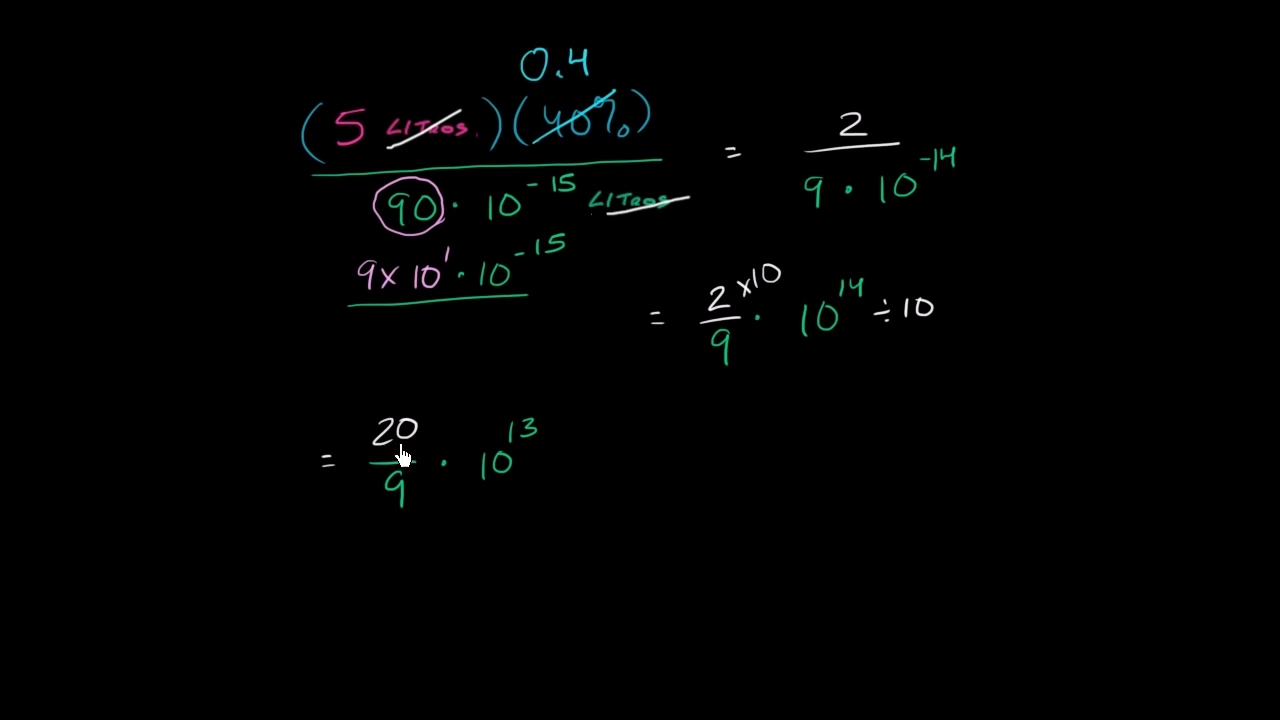 0.4
(5 LITROS.)(40%)
= 2
90 · 10^-15 LITROS
9 · 10^-14
9 x 10^1 · 10^-15
= 2 x10
9 · 10^14 ÷ 10
= 20
9 · 10^13